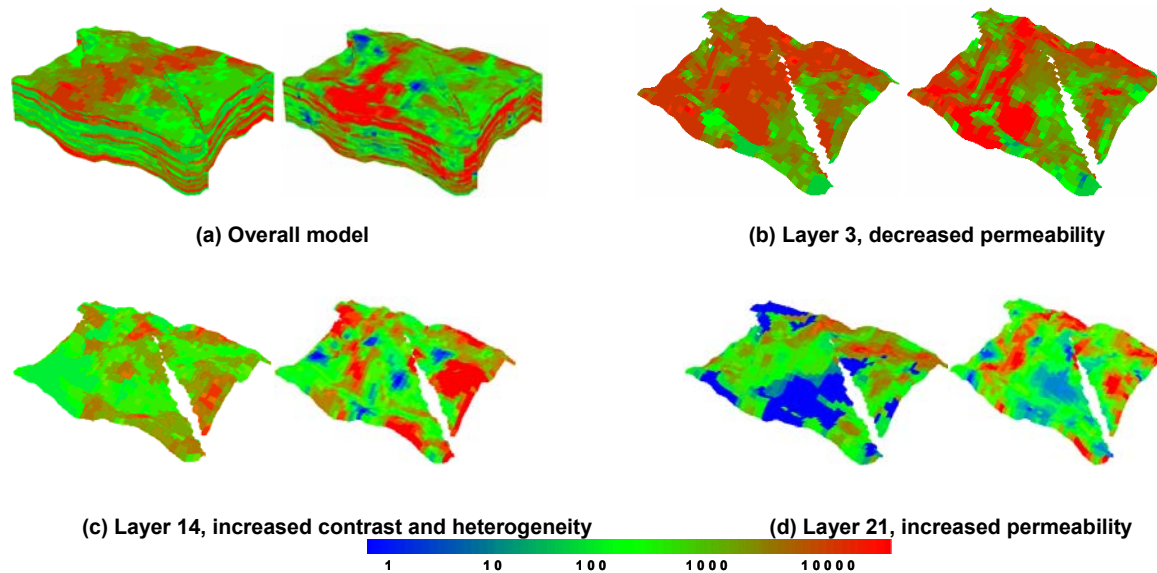 (a) Overall model
(b) Layer 3, decreased permeability
(c) Layer 14, increased contrast and heterogeneity
(d) Layer 21, increased permeability
1 10 100 1000 10000